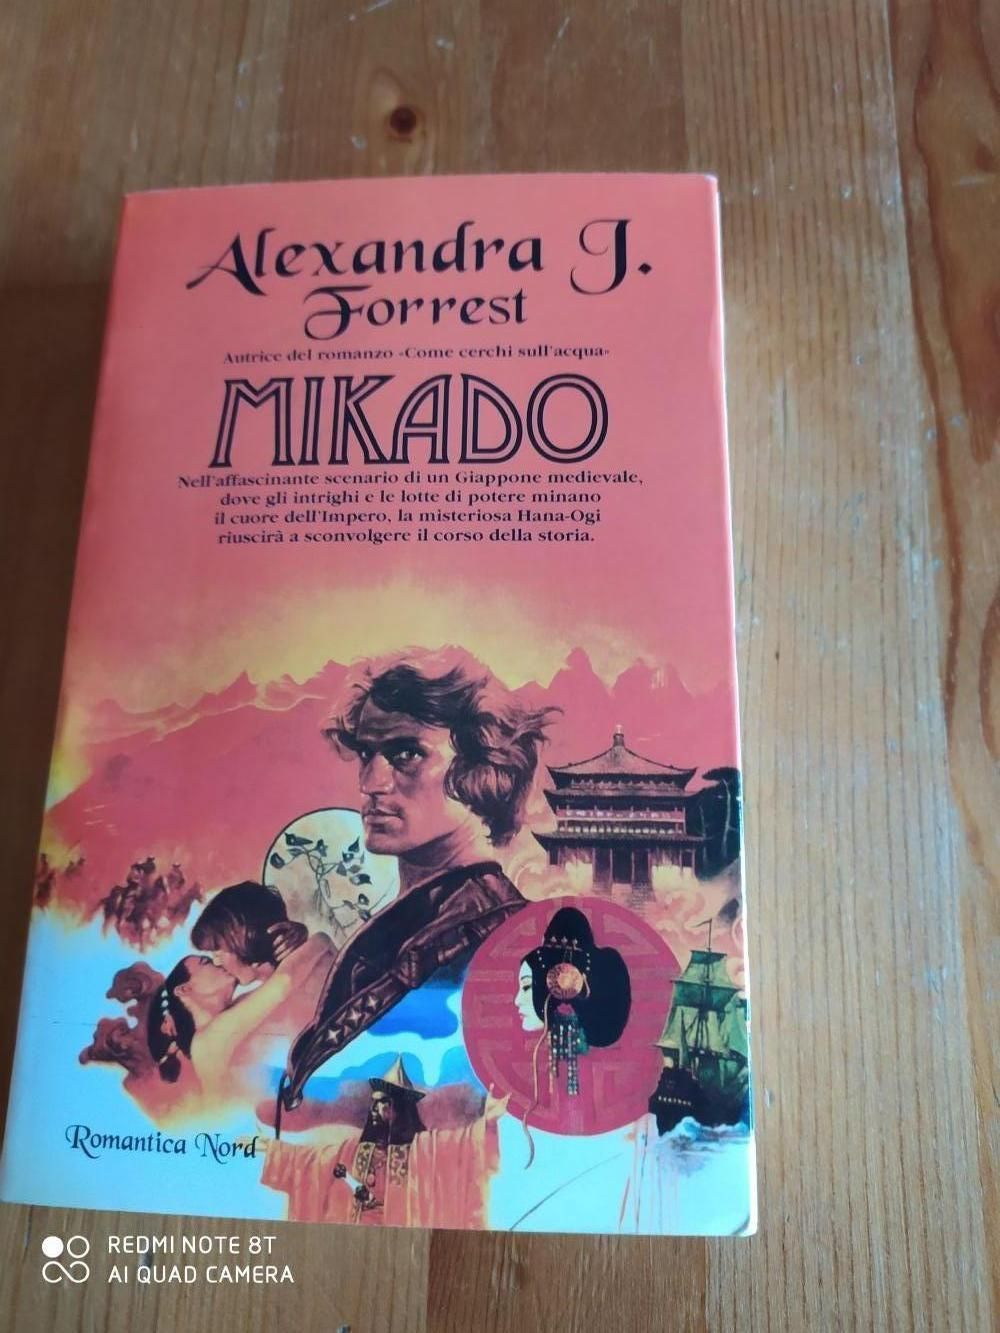 Alexandra J.
Forrest
Autrice del romanzo «Come cerchi sull'acqua»
MIKADO
Nell'affascinante scenario di un Giappone medievale,
dove gli intrighi e le lotte di potere minano
il cuore dell'Impero, la misteriosa Hana-Ogi
riuscirà a sconvolgere il corso della storia.
Romantica Nord
REDMI NOTE 8T
AI QUAD CAMERA